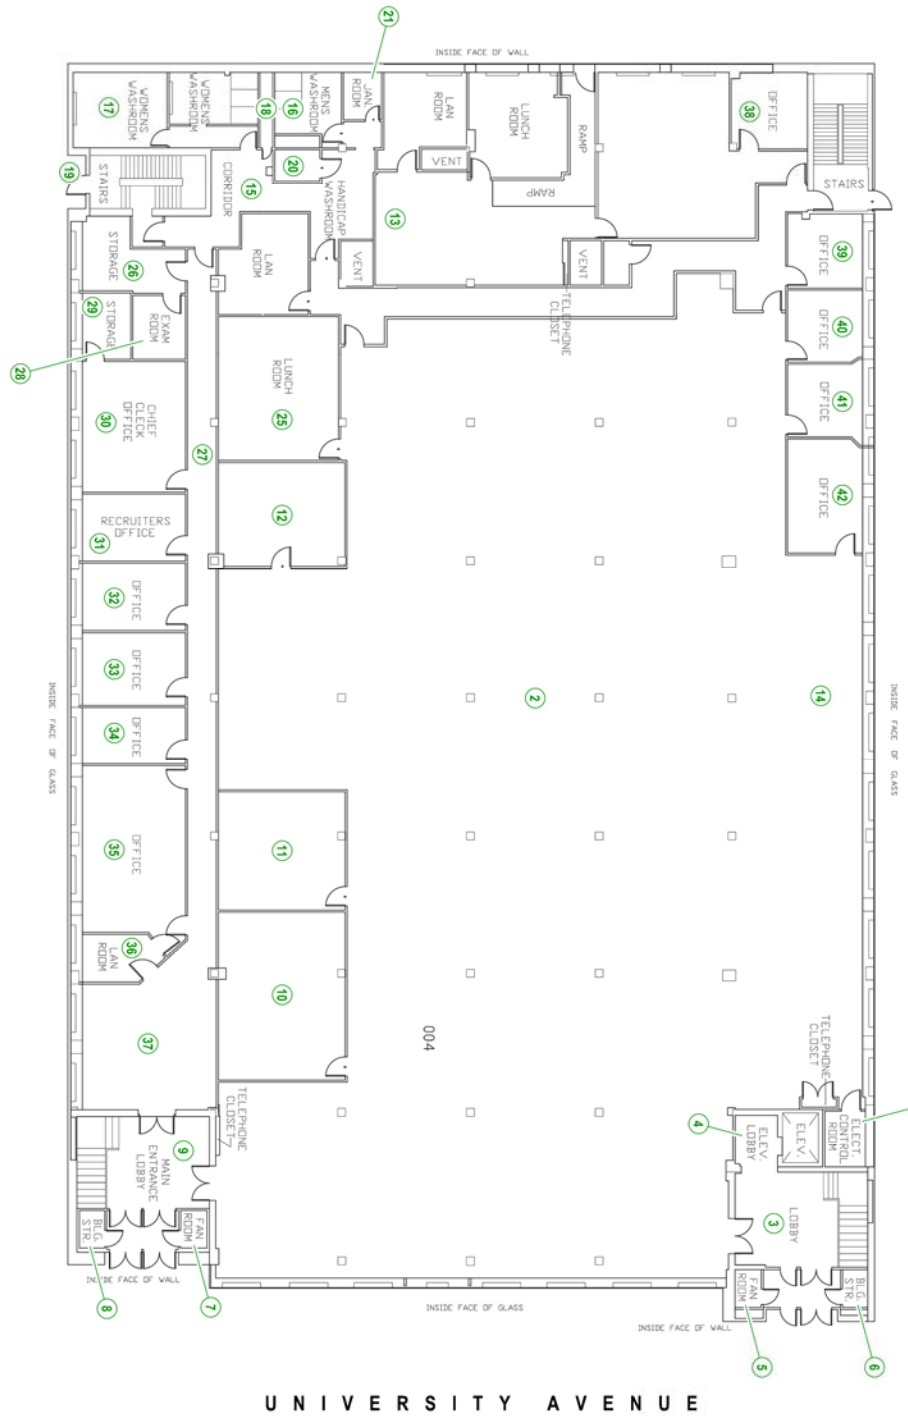 21
INSIDE FACE OF WALL
17
WOMENS
WASHROOM
WOMENS
WASHROOM
18
16
MENS
WASHROOM
JAN.
ROOM
LAN
ROOM
LUNCH
ROOM
RAMP
38
OFFICE
VENT
20
19
STAIRS
15
CORRIDOR
HANDICAP
WASHROOM
13
RAMP
STAIRS
26
STORAGE
LAN
ROOM
VENT
VENT
39
OFFICE
29
STORAGE
EXAM
ROOM
TELEPHONE
CLOSET
40
OFFICE
28
LUNCH
ROOM
25
41
OFFICE
30
CHIEF
CLECK
OFFICE
27
42
OFFICE
RECRUITERS
OFFICE
31
12
32
OFFICE
33
OFFICE
INSIDE FACE OF GLASS
2
14
INSIDE FACE OF GLASS
34
OFFICE
35
OFFICE
11
36
LAN
ROOM
10
37
004
TELEPHONE
CLOSET
TELEPHONE
CLOSET
4
ELEV.
LOBBY
ELEV.
ELECT.
CONTROL
ROOM
9
MAIN
ENTRANCE
LOBBY
3
LOBBY
BLG.
STR.
FAN
ROOM
FAN
ROOM
BLG.
STR.
INSIDE FACE OF WALL
8
7
INSIDE FACE OF GLASS
INSIDE FACE OF WALL
5
6
UNIVERSITY AVENUE